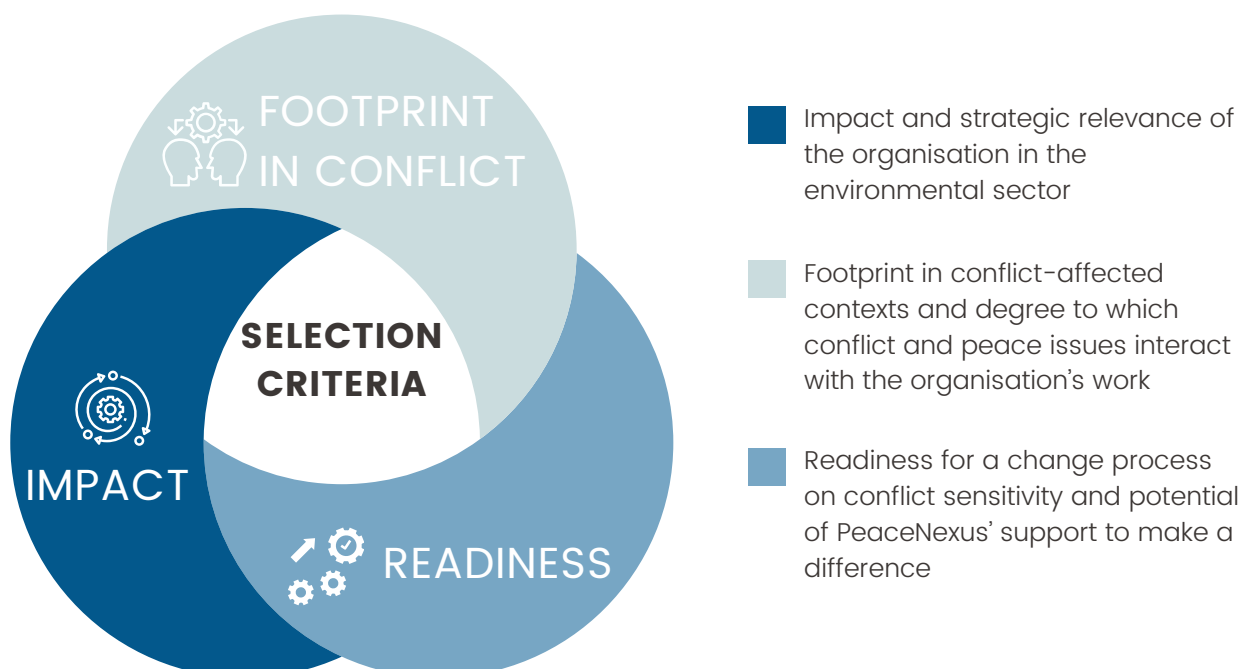 FOOTPRINT
IN CONFLICT
SELECTION
CRITERIA
IMPACT
READINESS
Impact and strategic relevance of
the organisation in the
environmental sector
Footprint in conflict-affected
contexts and degree to which
conflict and peace issues interact
with the organisation's work
Readiness for a change process
on conflict sensitivity and potential
of PeaceNexus' support to make a
difference